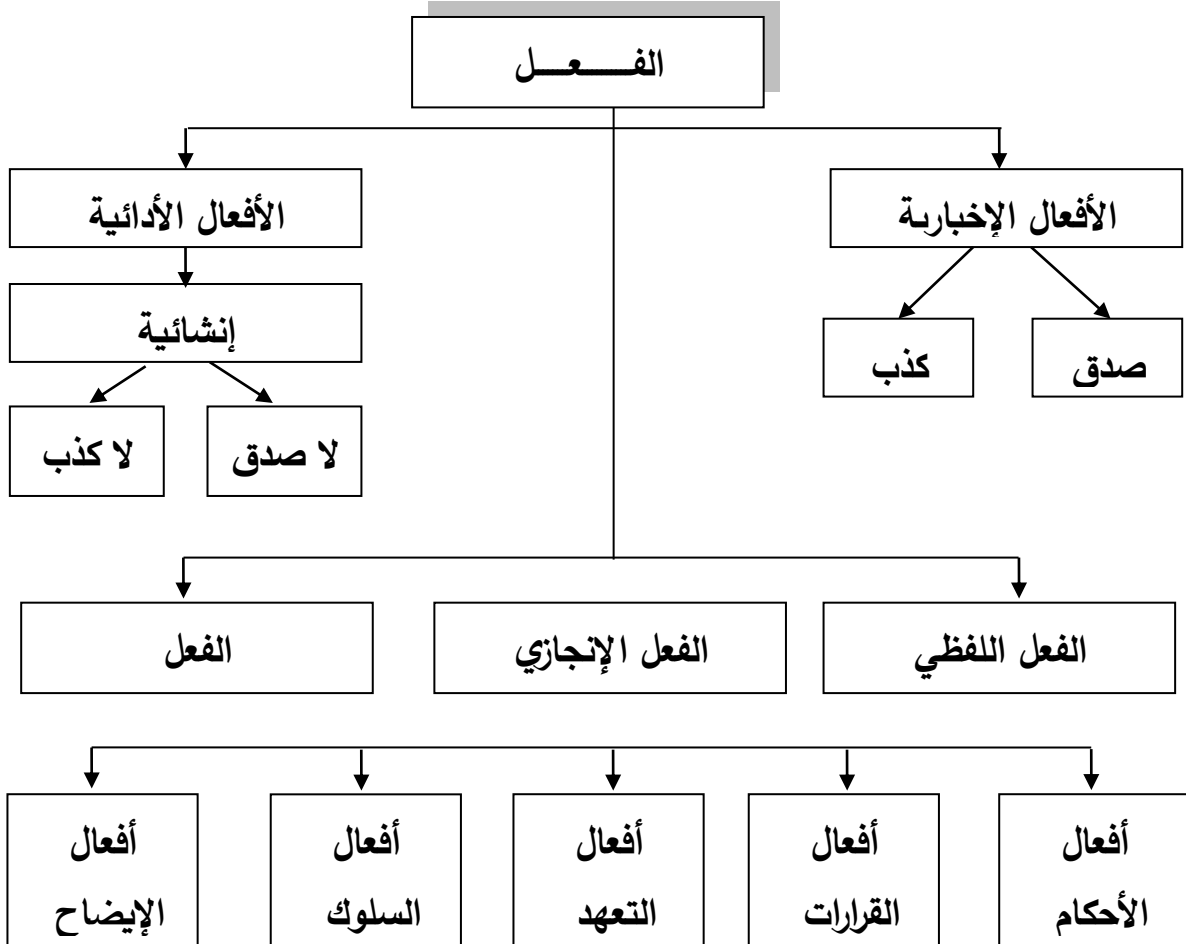 الفـــــعـــــل
الأفعال الإخبارية
الأفعال الأدائية
إنشائية
صدق
كذب
لا صدق
لا كذب
الفعل اللفظي
الفعل الإنجازي
الفعل
أفعال
الأحكام
أفعال
القرارات
أفعال
التعهد
أفعال
السلوك
أفعال
الإيضاح